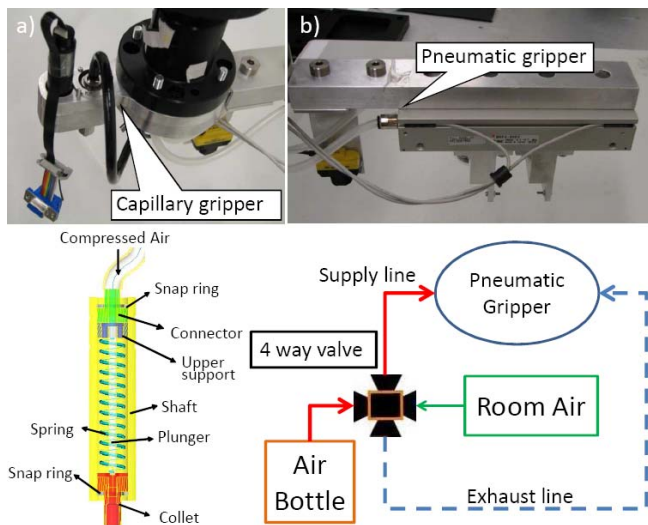 a)
Capillary gripper
b)
Pneumatic gripper
Compressed Air
Snap ring
Connector
Upper
support
Shaft
Spring
Plunger
Snap ring
Collet
Supply line
Pneumatic
Gripper
4 way valve
Room Air
Air
Bottle
Exhaust line